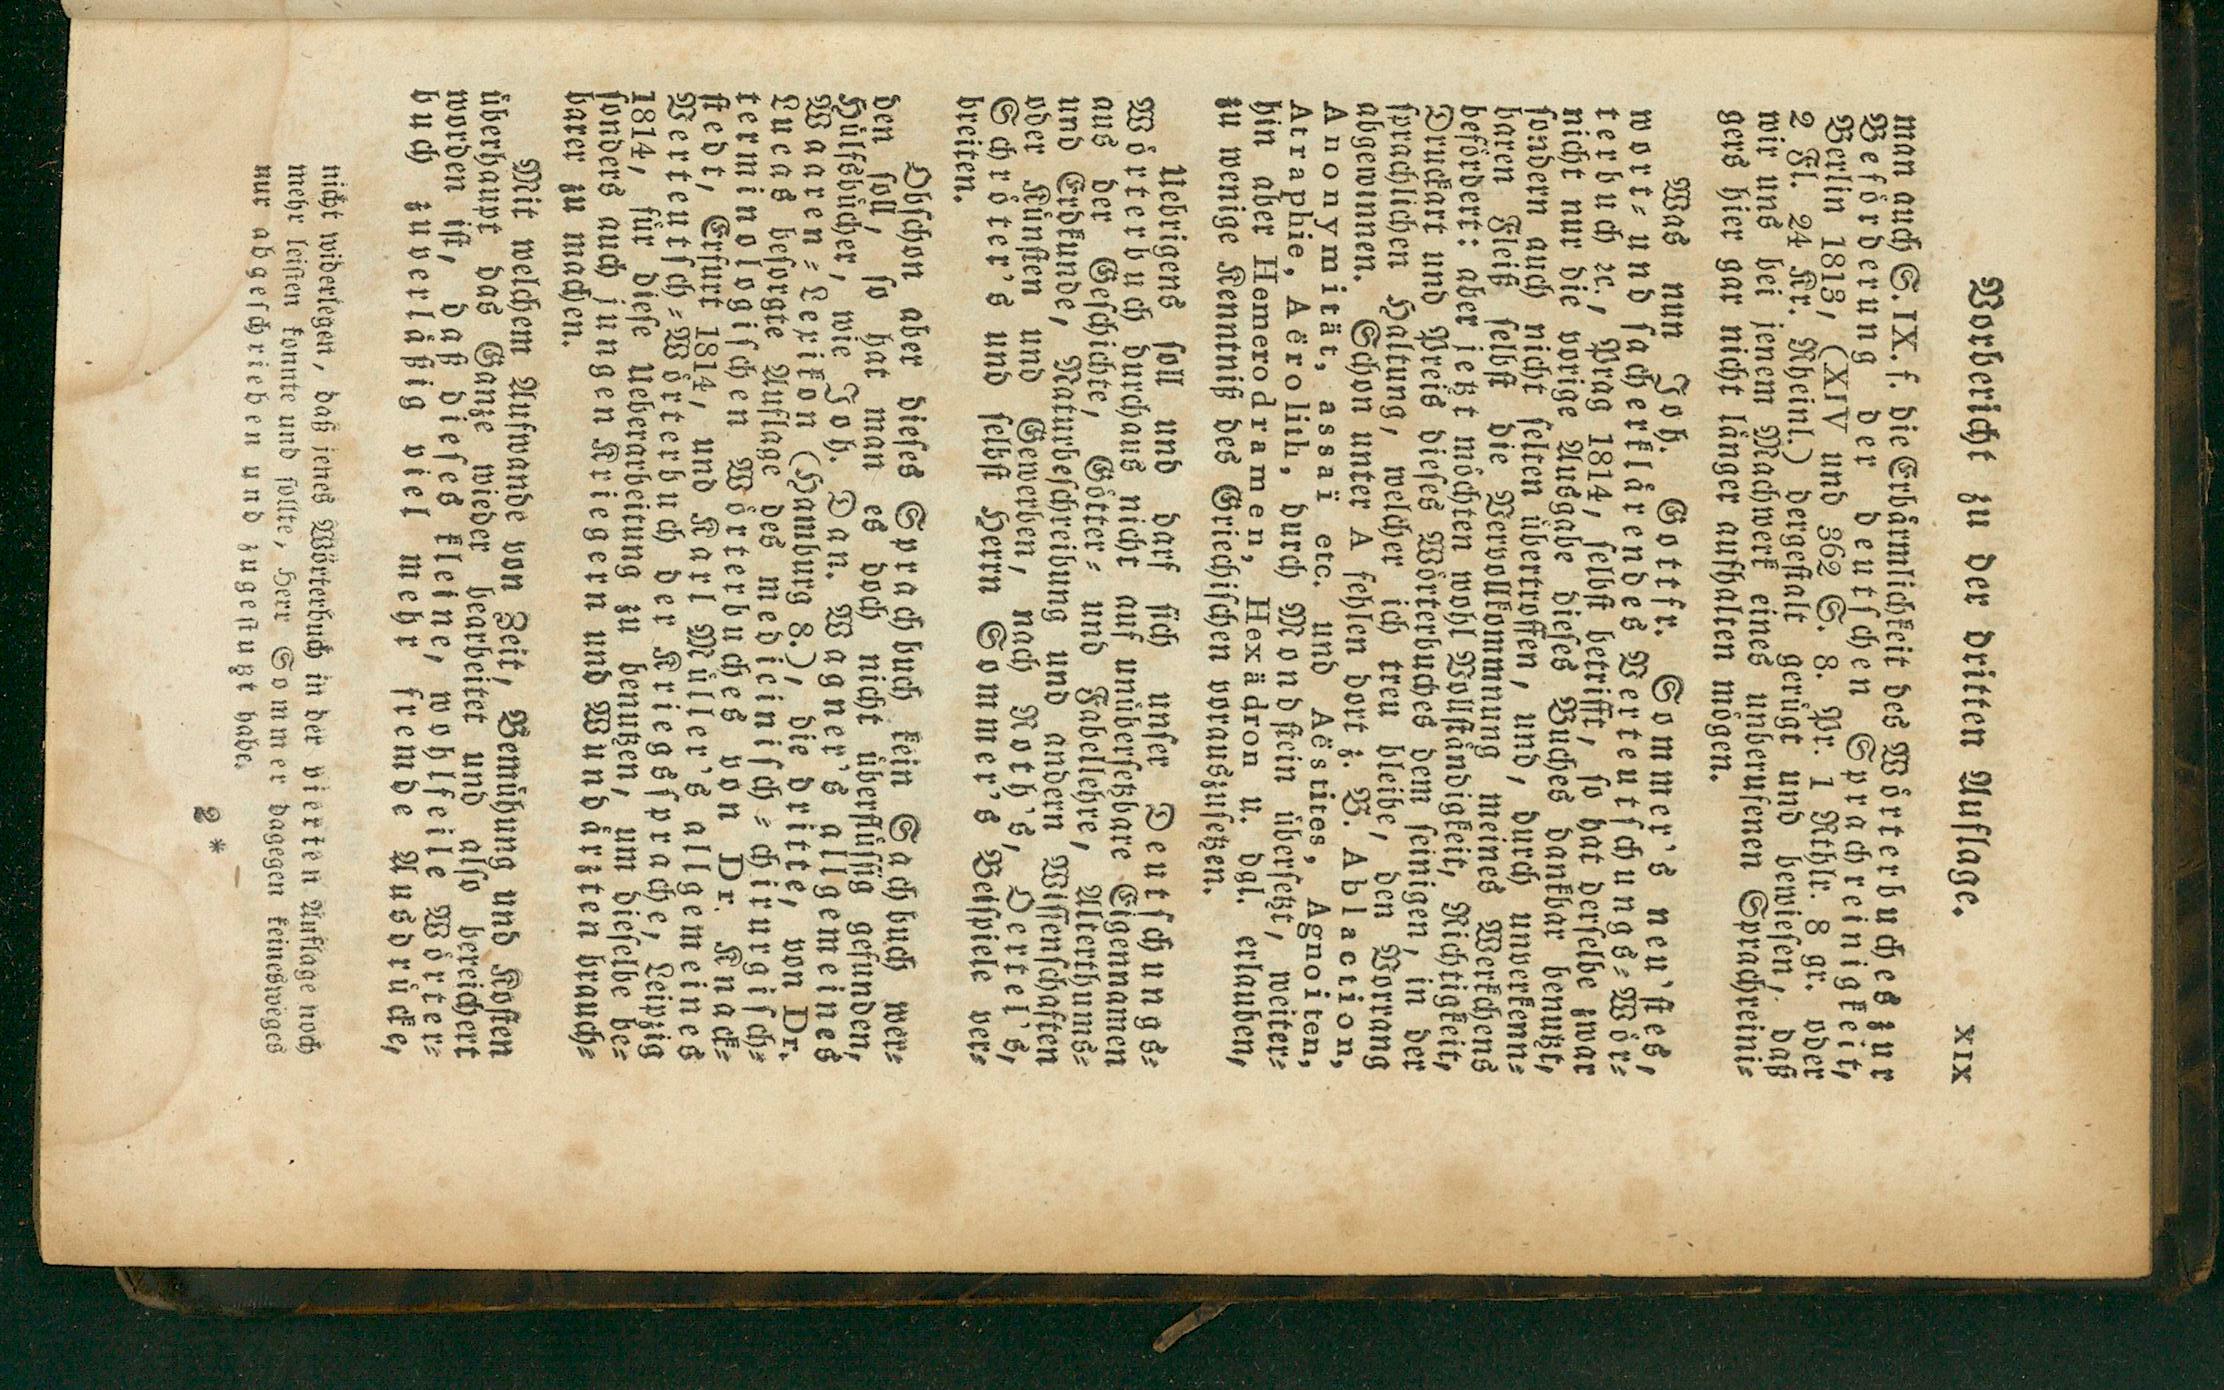 Vorbericht zu der dritten Auflage. XIX
man auch S. IX. f. die Erbärmlichkeit des Wörterbuches zur
Beförderung der deutschen Sprachreinigkeit,
Berlin 1813, (XIV und 362 S. 8. Pr. 1 Rthlr. 8 gr. oder
2 Fl. 24 Kr. Rheinl.) dergestalt gerügt und bewiesen, daß
wir uns bei jenem Machwerk eines unberufenen Sprachreini-
gers hier gar nicht länger aufhalten mögen.
Was nun Joh. Gottfr. Sommer's neu'stes,
wort- und sacherklärendes Verteutschungs-Wör-
terbuch ꝛc., Prag 1814, selbst betrifft, so hat derselbe zwar
nicht nur die vorige Ausgabe dieses Buches dankbar benutzt,
sondern auch nicht selten übertroffen, und, durch unverkenn-
baren Fleiß selbst die Vervollkommnung meines Werkchens
befördert: aber jetzt möchten wohl Vollständigkeit, Richtigkeit,
Druckart und Preis dieses Wörterbuches dem seinigen, in der
sprachlichen Haltung, welcher ich treu bleibe, den Vorrang
abgewinnen. Schon unter A fehlen dort z. B. Ablaction,
Anonymität, assaï etc. und Aëstites, Agnoiten,
Atraphie, Aërolih, durch Mondstein übersetzt, weiter-
hin aber Hemerodramen, Hexädron u. dgl. erlauben,
zu wenige Kenntniß des Griechischen vorauszusetzen.
Uebrigens soll und darf sich unser Deutschungs-
Wörterbuch durchaus nicht auf unübersetzbare Eigennamen
aus der Geschichte, Götter- und Fabellehre, Alterthums-
und Erdkunde, Naturbeschreibung und andern Wissenschaften
oder Künsten und Gewerben, nach Roth's, Oertel's,
Schröter's und selbst Herrn Sommer's Beispiele ver-
breiten.
Obschon aber dieses Sprachbuch kein Sachbuch wer-
den soll, so hat man es doch nicht überflüssig gefunden,
Hülfsbücher, wie Joh. Dan. Wagner's allgemeines
Waaren-Lexikon (Hamburg 8.), die dritte, von Dr.
Lucas besorgte Auflage des medicinisch-chirurgisch-
terminologischen Wörterbuches von Dr. Knack-
stedt, Erfurt 1814, und Karl Müller's allgemeines
Verteutsch-Wörterbuch der Kriegssprache, Leipzig
1814, für diese Ueberarbeitung zu benutzen, um dieselbe be-
sonders auch jungen Kriegern und Wundärzten brauch-
barer zu machen.
Mit welchem Aufwande von Zeit, Bemühung und Kosten
überhaupt das Ganze wieder bearbeitet und also bereichert
worden ist, daß dieses kleine, wohlfeile Wörter-
buch zuverläßig viel mehr fremde Ausdrücke,
nicht widerlegen, daß jenes Wörterbuch in der vierten Auflage noch
mehr leisten konnte und sollte, Herr Sommer dagegen keinesweges
nur abgeschrieben und zugestutzt habe.
2 *